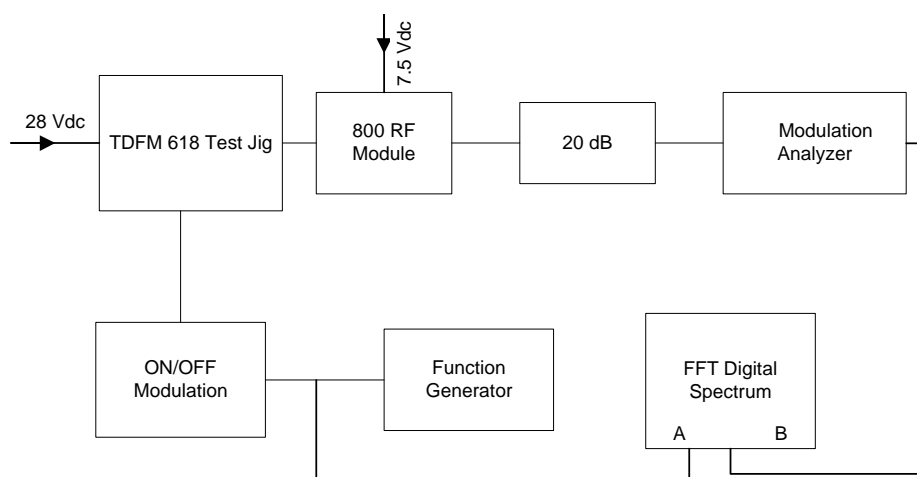 7.5 Vdc
28 Vdc
TDFM 618 Test Jig
800 RF
Module
20 dB
Modulation
Analyzer
ON/OFF
Modulation
Function
Generator
FFT Digital
Spectrum
A B